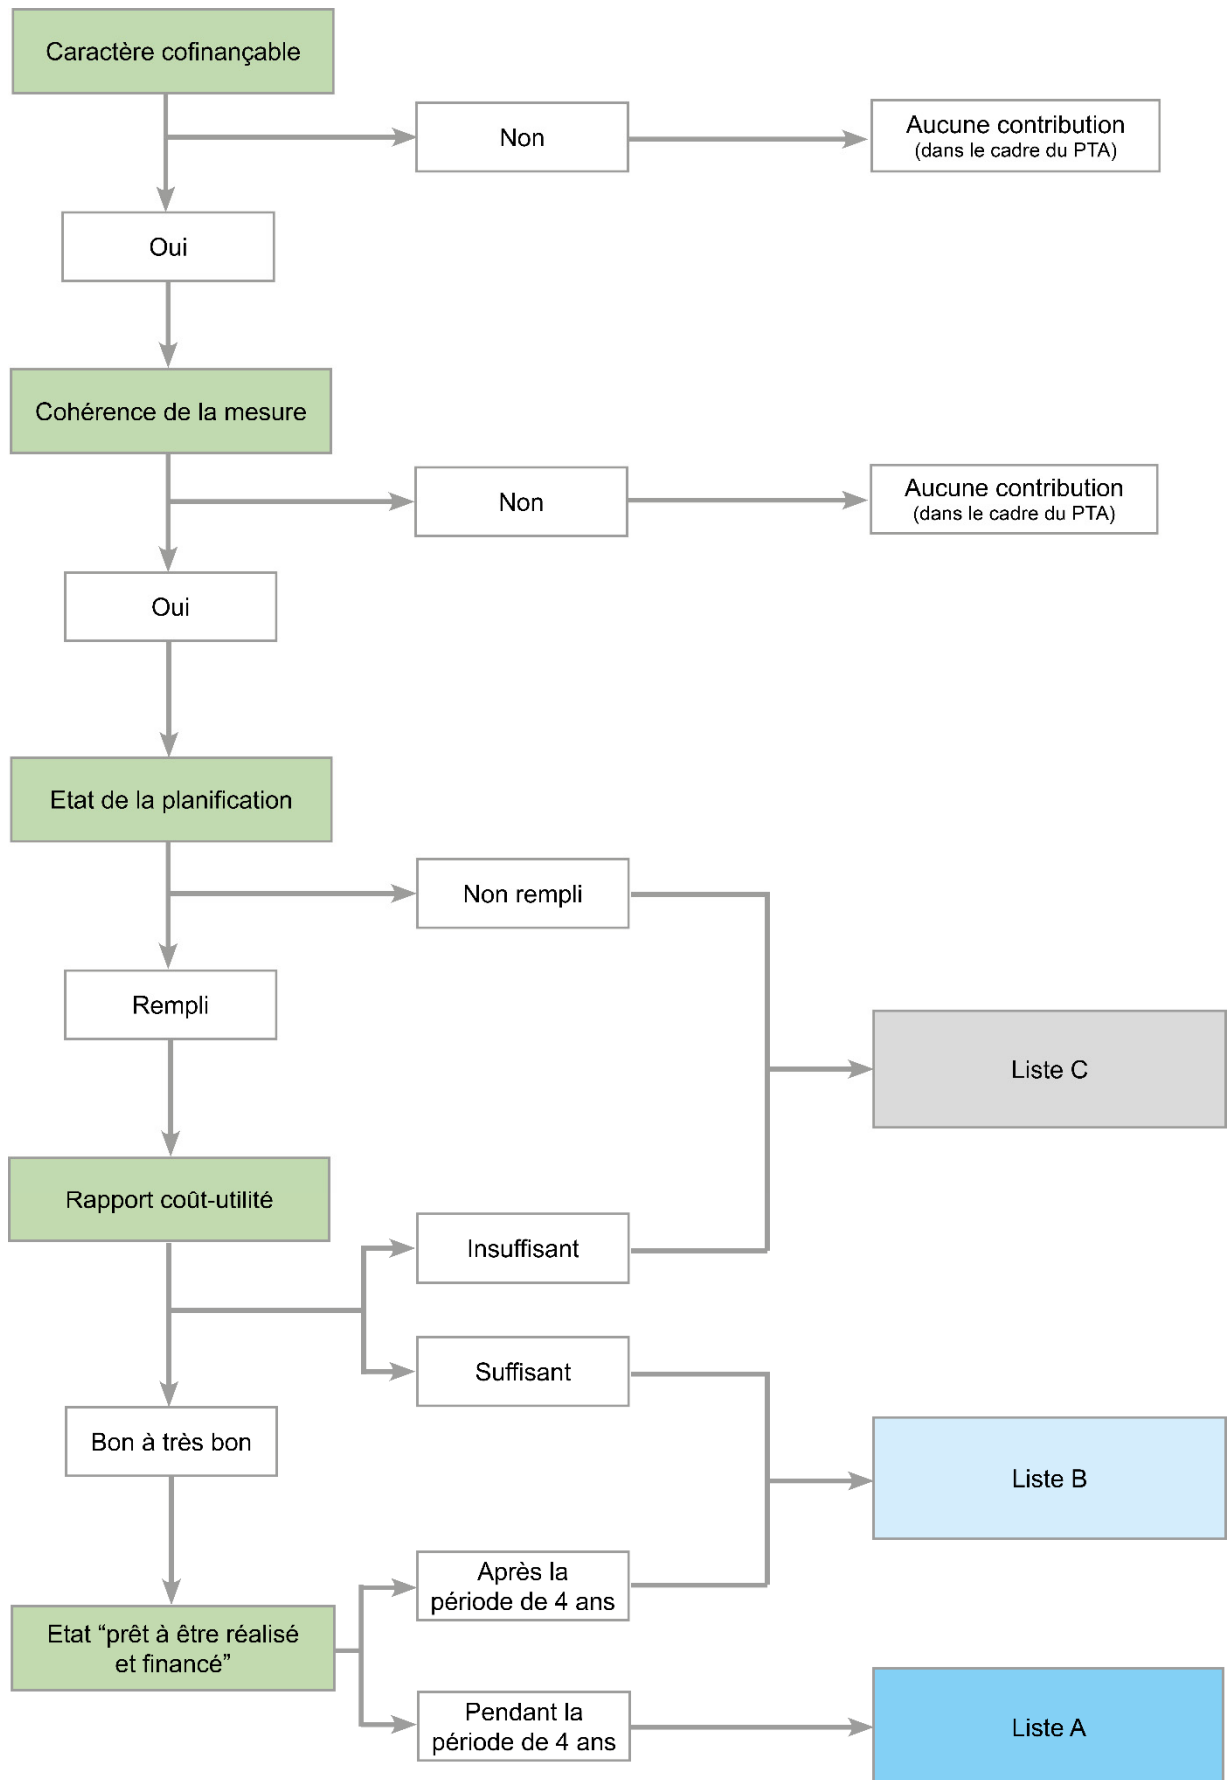 Caractère cofinançable
Non
Aucune contribution
(dans le cadre du PTA)
Oui
Cohérence de la mesure
Non
Aucune contribution
(dans le cadre du PTA)
Oui
Etat de la planification
Non rempli
Rempli
Liste C
Rapport coût-utilité
Insuffisant
Suffisant
Bon à très bon
Liste B
Après la
période de 4 ans
Etat “prêt à être réalisé
et financé”
Pendant la
période de 4 ans
Liste A